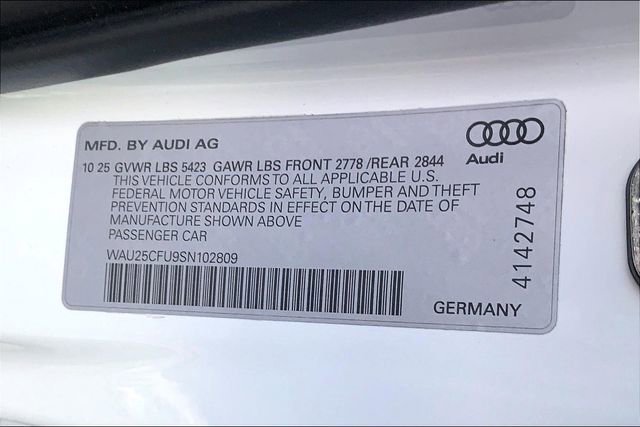 MFD. BY AUDI AG
Audi
10 25 GVWR LBS 5423 GAWR LBS FRONT 2778 /REAR 2844
THIS VEHICLE CONFORMS TO ALL APPLICABLE U.S.
FEDERAL MOTOR VEHICLE SAFETY, BUMPER AND THEFT
PREVENTION STANDARDS IN EFFECT ON THE DATE OF
MANUFACTURE SHOWN ABOVE
PASSENGER CAR
WAU25CFU9SN102809
GERMANY
4142748